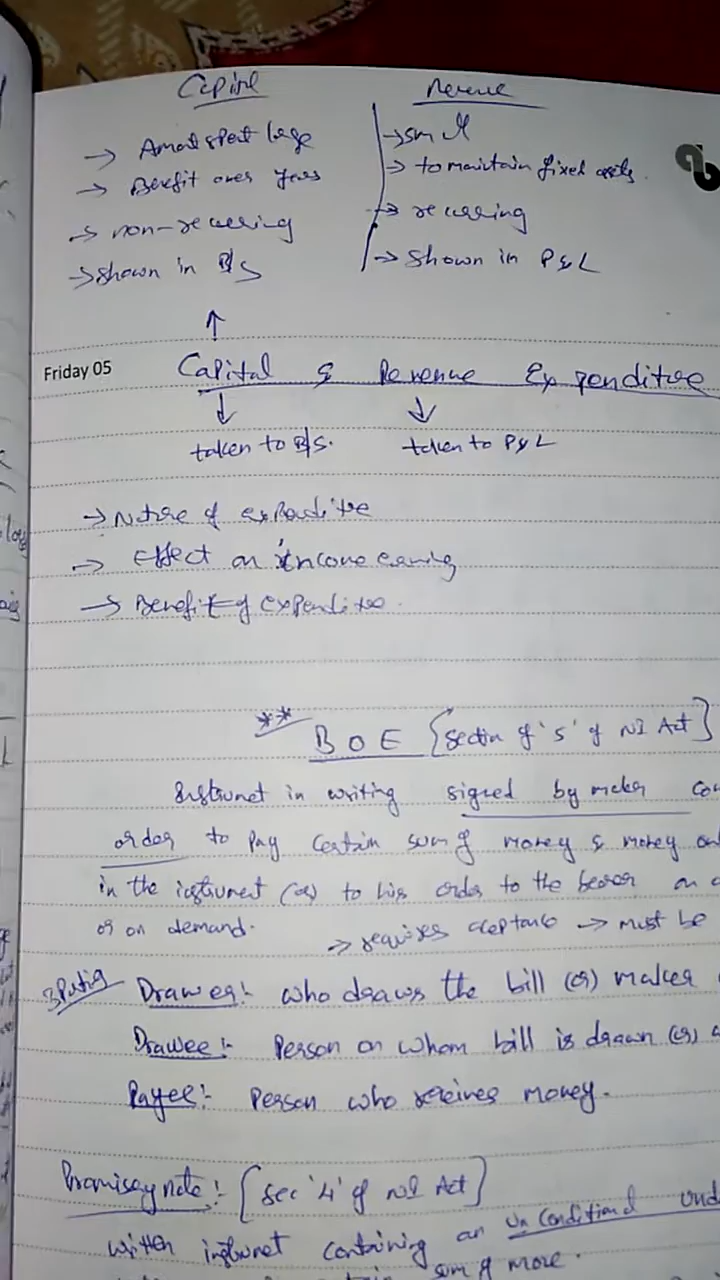 Capital Revenue
→ Amount spent large → small
→ Benefit over years → to maintain fixed assets.
→ non-recurring → recurring
→ shown in B/S → shown in P&L
↑
Friday 05 Capital & Revenue Expenditure
↓ ↓
taken to B/S. taken to P&L
→ Nature of expenditure
→ Effect on income earning
→ Benefit of expenditure.
** BOE [Section of '5' of NI Act]
Instrument in writing signed by maker
order to pay certain sum of money & money
in the instrument (or) to his order to the bearer on
or on demand.
→ requires acceptance → must be
3 Parties Drawer:- who draws the bill (or) maker
Drawee:- Person on whom bill is drawn (or)
Payee:- Person who receives money.
Promisary note:- [Sec '4' of NI Act]
written instrument containing an unconditional
sum of